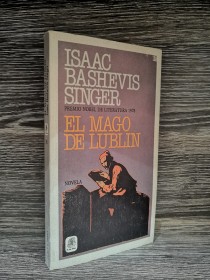 ISAAC
BASHEVIS
SINGER
PREMIO NOBEL DE LITERATURA 1978
EL MAGO
DE LUBLIN
NOVELA